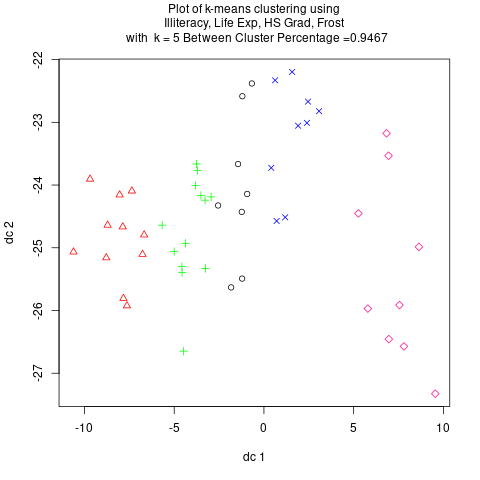 Plot of k-means clustering using
Illiteracy, Life Exp, HS Grad, Frost
with  k = 5 Between Cluster Percentage =0.9467
-22
-23
-24
-25
-26
-27
dc 2
-10
-5
0
5
10
dc 1